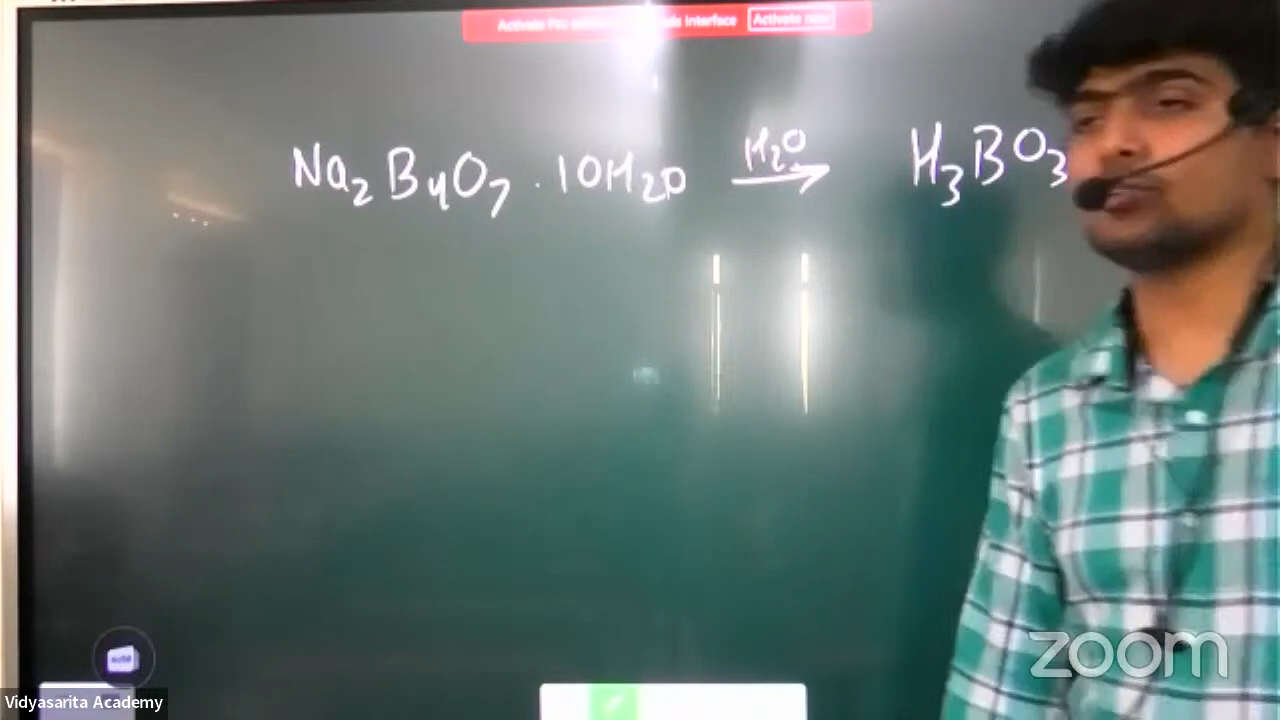 Activate now
Na2B4O7 . 10H2O H2O → H3BO3
zoom
Vidyasarita Academy